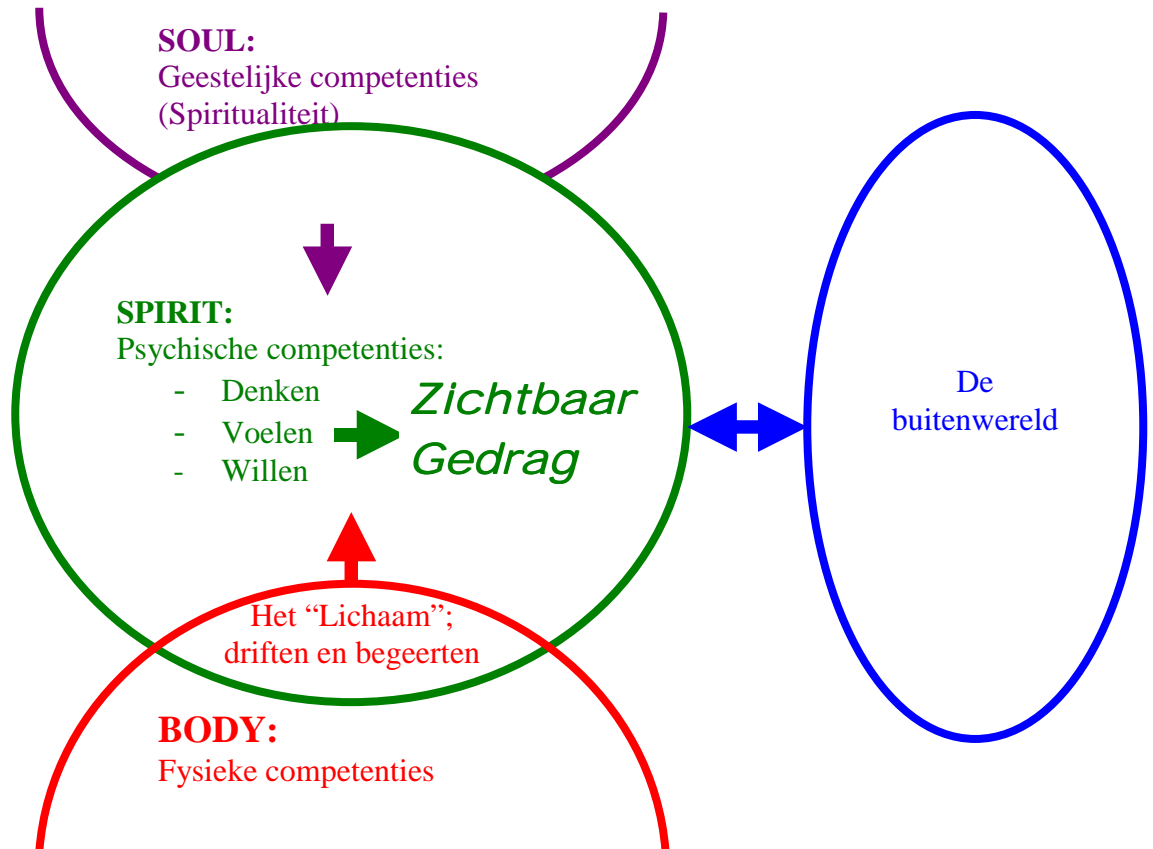 SOUL:
Geestelijke competenties
(Spiritualiteit)
SPIRIT:
Psychische competenties:
- Denken
- Voelen
- Willen
Zichtbaar
Gedrag
De
buitenwereld
Het “Lichaam”;
driften en begeerten
BODY:
Fysieke competenties